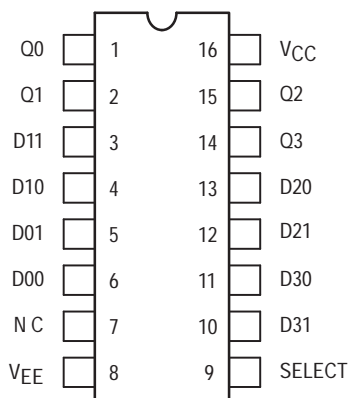 Q0 1 16 VCC
Q1 2 15 Q2
D11 3 14 Q3
D10 4 13 D20
D01 5 12 D21
D00 6 11 D30
N C 7 10 D31
VEE 8 9 SELECT